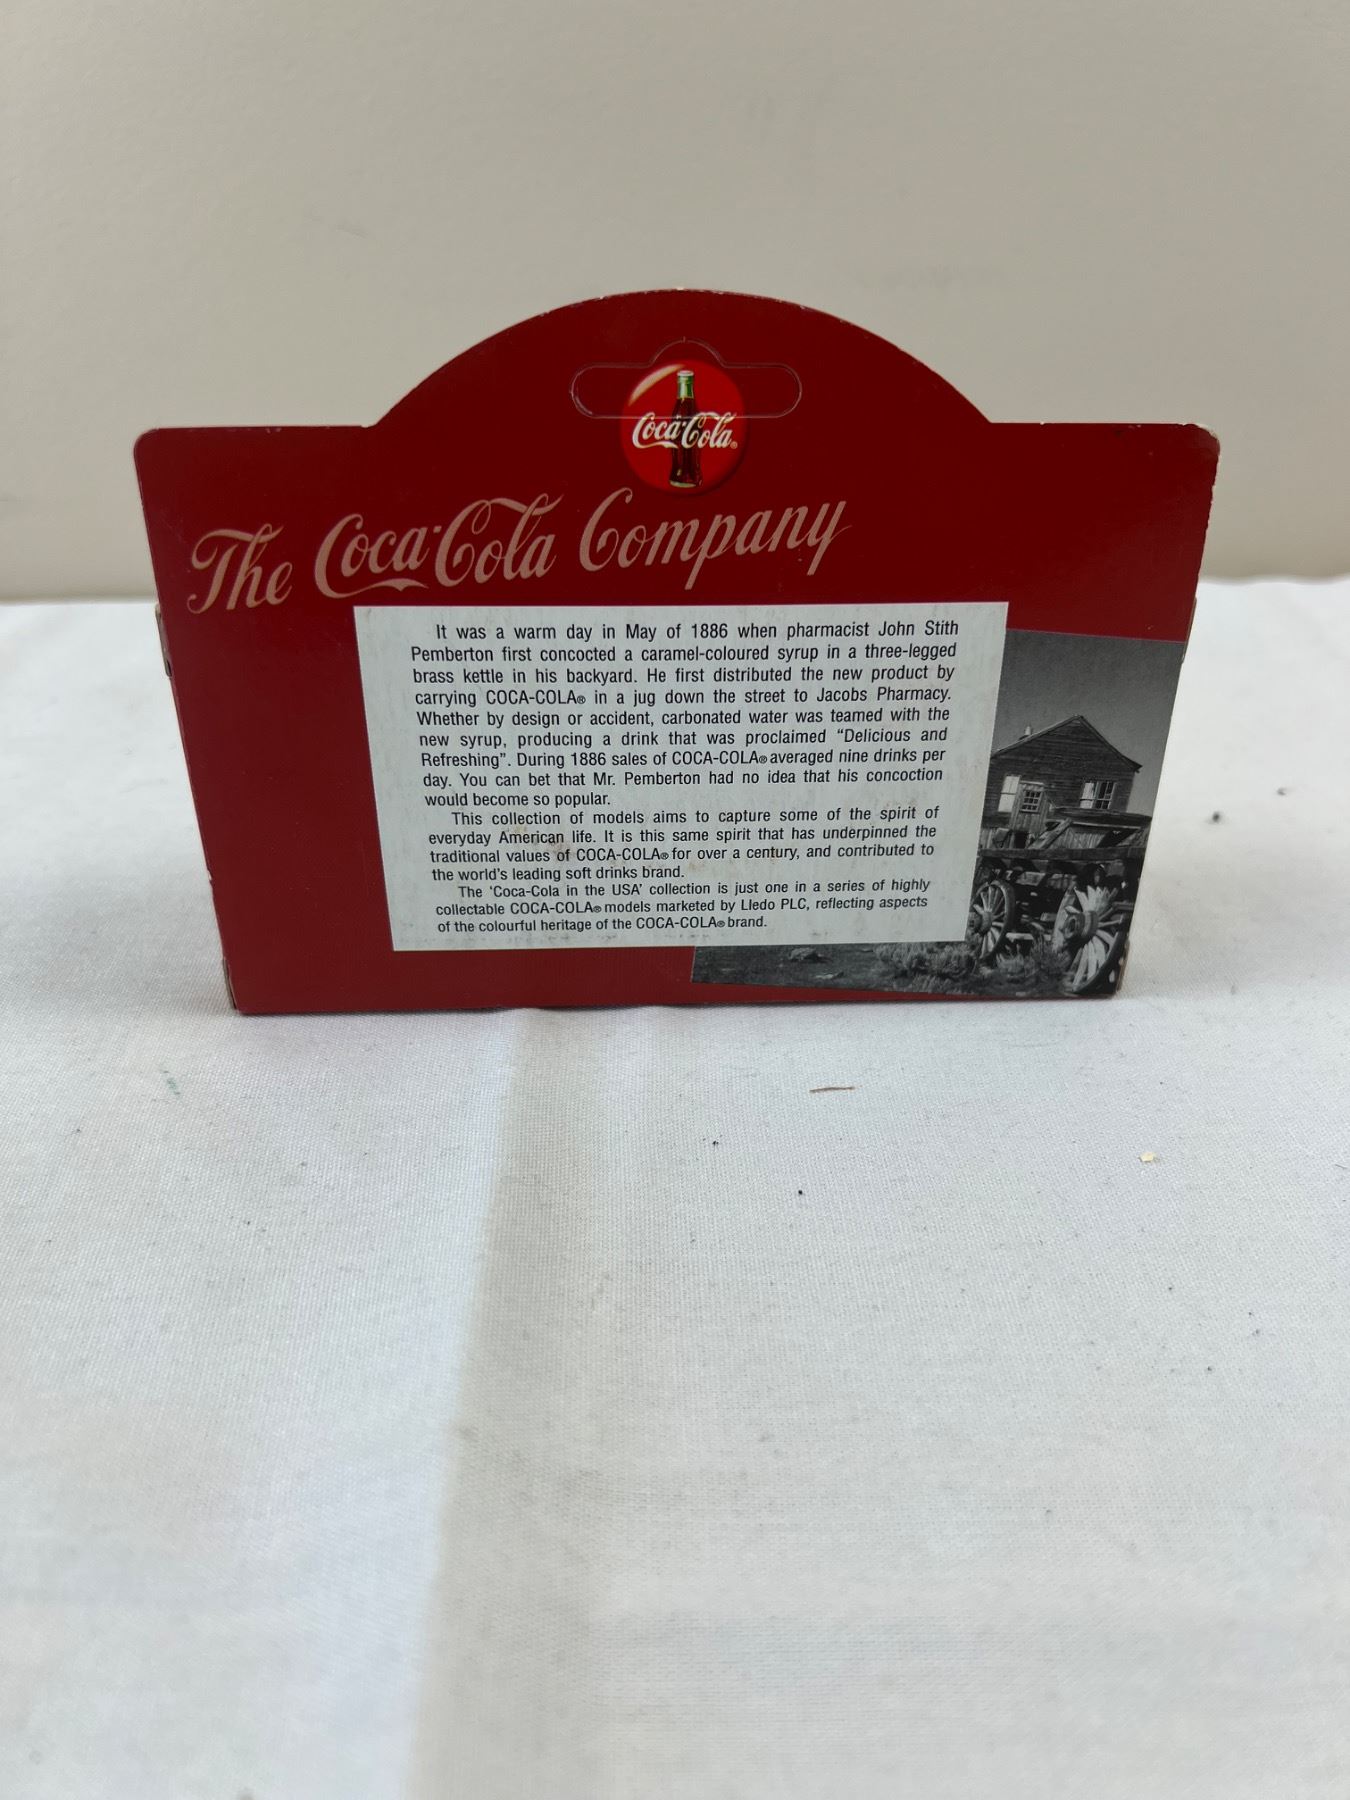 Coca-Cola®
The Coca-Cola Company
It was a warm day in May of 1886 when pharmacist John Stith
Pemberton first concocted a caramel-coloured syrup in a three-legged
brass kettle in his backyard. He first distributed the new product by
carrying COCA-COLA® in a jug down the street to Jacobs Pharmacy.
Whether by design or accident, carbonated water was teamed with the
new syrup, producing a drink that was proclaimed “Delicious and
Refreshing”. During 1886 sales of COCA-COLA® averaged nine drinks per
day. You can bet that Mr. Pemberton had no idea that his concoction
would become so popular.
This collection of models aims to capture some of the spirit of
everyday American life. It is this same spirit that has underpinned the
traditional values of COCA-COLA® for over a century, and contributed to
the world's leading soft drinks brand.
The ‘Coca-Cola in the USA’ collection is just one in a series of highly
collectable COCA-COLA® models marketed by Lledo PLC, reflecting aspects
of the colourful heritage of the COCA-COLA® brand.